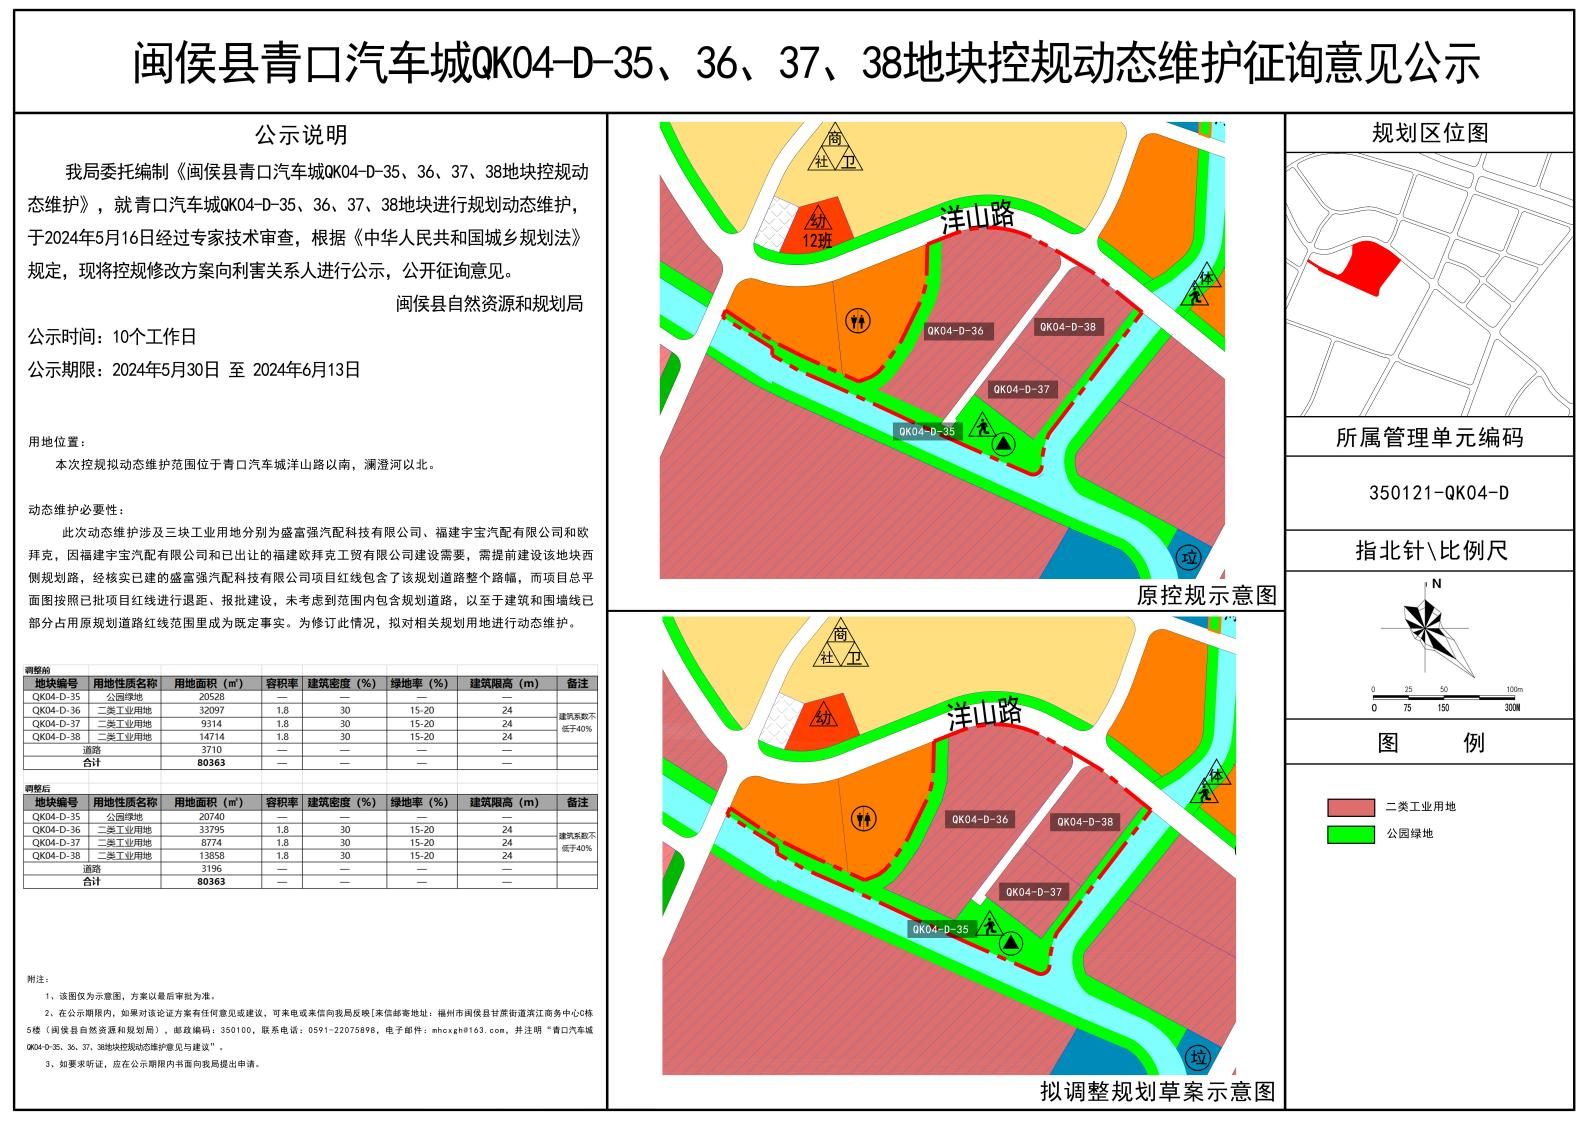 闽侯县青口汽车城QK04-D-35、36、37、38地块控规动态维护征询意见公示
公示说明
我局委托编制《闽侯县青口汽车城QK04-D-35、36、37、38地块控规动
态维护》，就青口汽车城QK04-D-35、36、37、38地块进行规划动态维护，
于2024年5月16日经过专家技术审查，根据《中华人民共和国城乡规划法》
规定，现将控规修改方案向利害关系人进行公示，公开征询意见。
闽侯县自然资源和规划局
公示时间：10个工作日
公示期限：2024年5月30日 至 2024年6月13日
用地位置：
本次控规拟动态维护范围位于青口汽车城洋山路以南，澜澄河以北。
动态维护必要性：
此次动态维护涉及三块工业用地分别为盛富强汽配科技有限公司、福建宇宝汽配有限公司和欧
拜克，因福建宇宝汽配有限公司和已出让的福建欧拜克工贸有限公司建设需要，需提前建设该地块西
侧规划路，经核实已建的盛富强汽配科技有限公司项目红线包含了该规划道路整个路幅，而项目总平
面图按照已批项目红线进行退距、报批建设，未考虑到范围内包含规划道路，以至于建筑和围墙线已
部分占用原规划道路红线范围里成为既定事实。为修订此情况，拟对相关规划用地进行动态维护。
调整前
地块编号 用地性质名称 用地面积（㎡） 容积率 建筑密度（%） 绿地率（%） 建筑限高（m） 备注
QK04-D-35 公园绿地 20528 — — — —
QK04-D-36 二类工业用地 32097 1.8 30 15-20 24 建筑系数不
QK04-D-37 二类工业用地 9314 1.8 30 15-20 24 低于40%
QK04-D-38 二类工业用地 14714 1.8 30 15-20 24
道路 3710 — — — —
合计 80363 — — — —
调整后
地块编号 用地性质名称 用地面积（㎡） 容积率 建筑密度（%） 绿地率（%） 建筑限高（m） 备注
QK04-D-35 公园绿地 20740 — — — —
QK04-D-36 二类工业用地 33795 1.8 30 15-20 24 建筑系数不
QK04-D-37 二类工业用地 8774 1.8 30 15-20 24 低于40%
QK04-D-38 二类工业用地 13858 1.8 30 15-20 24
道路 3196 — — — —
合计 80363 — — — —
附注：
1、该图仅为示意图，方案以最后审批为准。
2、在公示期限内，如果对该论证方案有任何意见或建议，可来电或来信向我局反映[来信邮寄地址：福州市闽侯县甘蔗街道滨江商务中心C栋
5楼（闽侯县自然资源和规划局），邮政编码：350100，联系电话：0591-22075898，电子邮件：mhcxgh@163.com，并注明“青口汽车城
QK04-D-35、36、37、38地块控规动态维护意见与建议”。
3、如要求听证，应在公示期限内书面向我局提出申请。
商
社 卫
幼
12班
洋山路
体
QK04-D-36
QK04-D-38
QK04-D-37
QK04-D-35
垃
原控规示意图
商
社 卫
幼
洋山路
体
QK04-D-36
QK04-D-38
QK04-D-37
QK04-D-35
垃
拟调整规划草案示意图
规划区位图
所属管理单元编码
350121-QK04-D
指北针\比例尺
N
0 25 50 100m
0 75 150 300M
图 例
二类工业用地
公园绿地